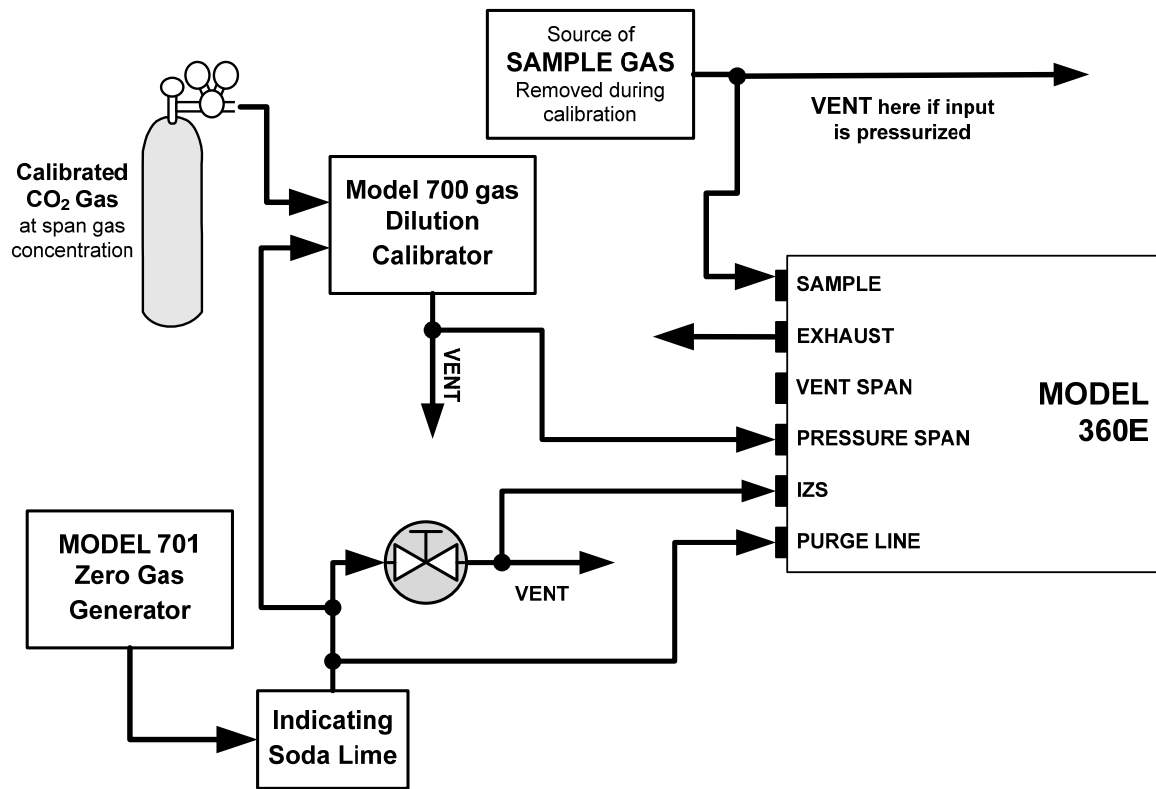 Source of
SAMPLE GAS
Removed during
calibration
VENT here if input
is pressurized
Calibrated
CO₂ Gas
at span gas
concentration
Model 700 gas
Dilution
Calibrator
VENT
SAMPLE
EXHAUST
VENT SPAN
PRESSURE SPAN
IZS
PURGE LINE
MODEL
360E
MODEL 701
Zero Gas
Generator
VENT
Indicating
Soda Lime